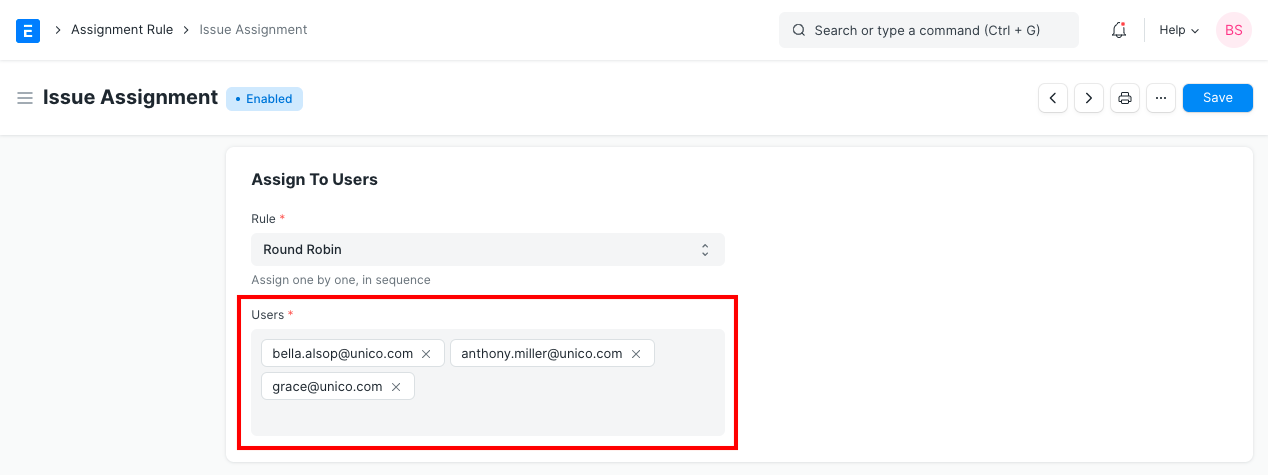 E > Assignment Rule > Issue Assignment Search or type a command (Ctrl + G) Help BS
Issue Assignment • Enabled ... Save
Assign To Users
Rule *
Round Robin
Assign one by one, in sequence
Users *
bella.alsop@unico.com × anthony.miller@unico.com ×
grace@unico.com ×